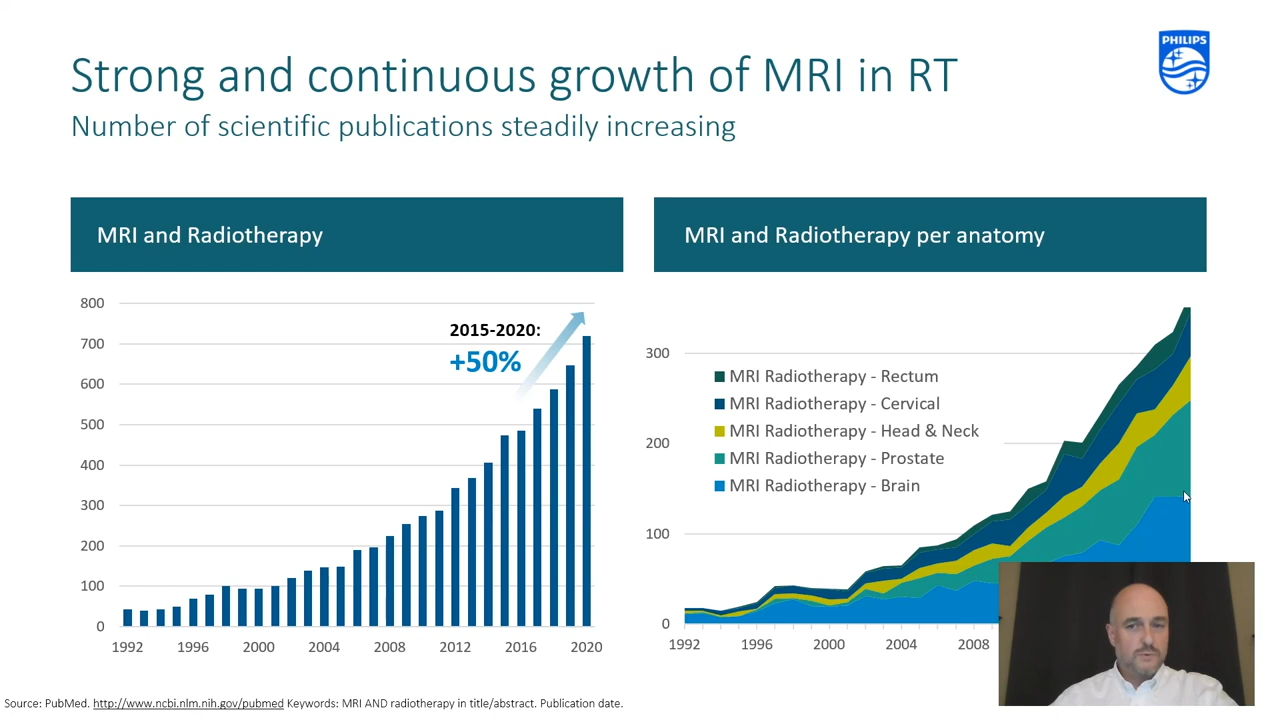 Strong and continuous growth of MRI in RT
Number of scientific publications steadily increasing
PHILIPS
MRI and Radiotherapy
MRI and Radiotherapy per anatomy
800
700
600
500
400
300
200
100
0
2015-2020:
+50%
1992 1996 2000 2004 2008 2012 2016 2020
300
200
100
0
MRI Radiotherapy - Rectum
MRI Radiotherapy - Cervical
MRI Radiotherapy - Head & Neck
MRI Radiotherapy - Prostate
MRI Radiotherapy - Brain
1992 1996 2000 2004 2008
Source: PubMed. http://www.ncbi.nlm.nih.gov/pubmed Keywords: MRI AND radiotherapy in title/abstract. Publication date.